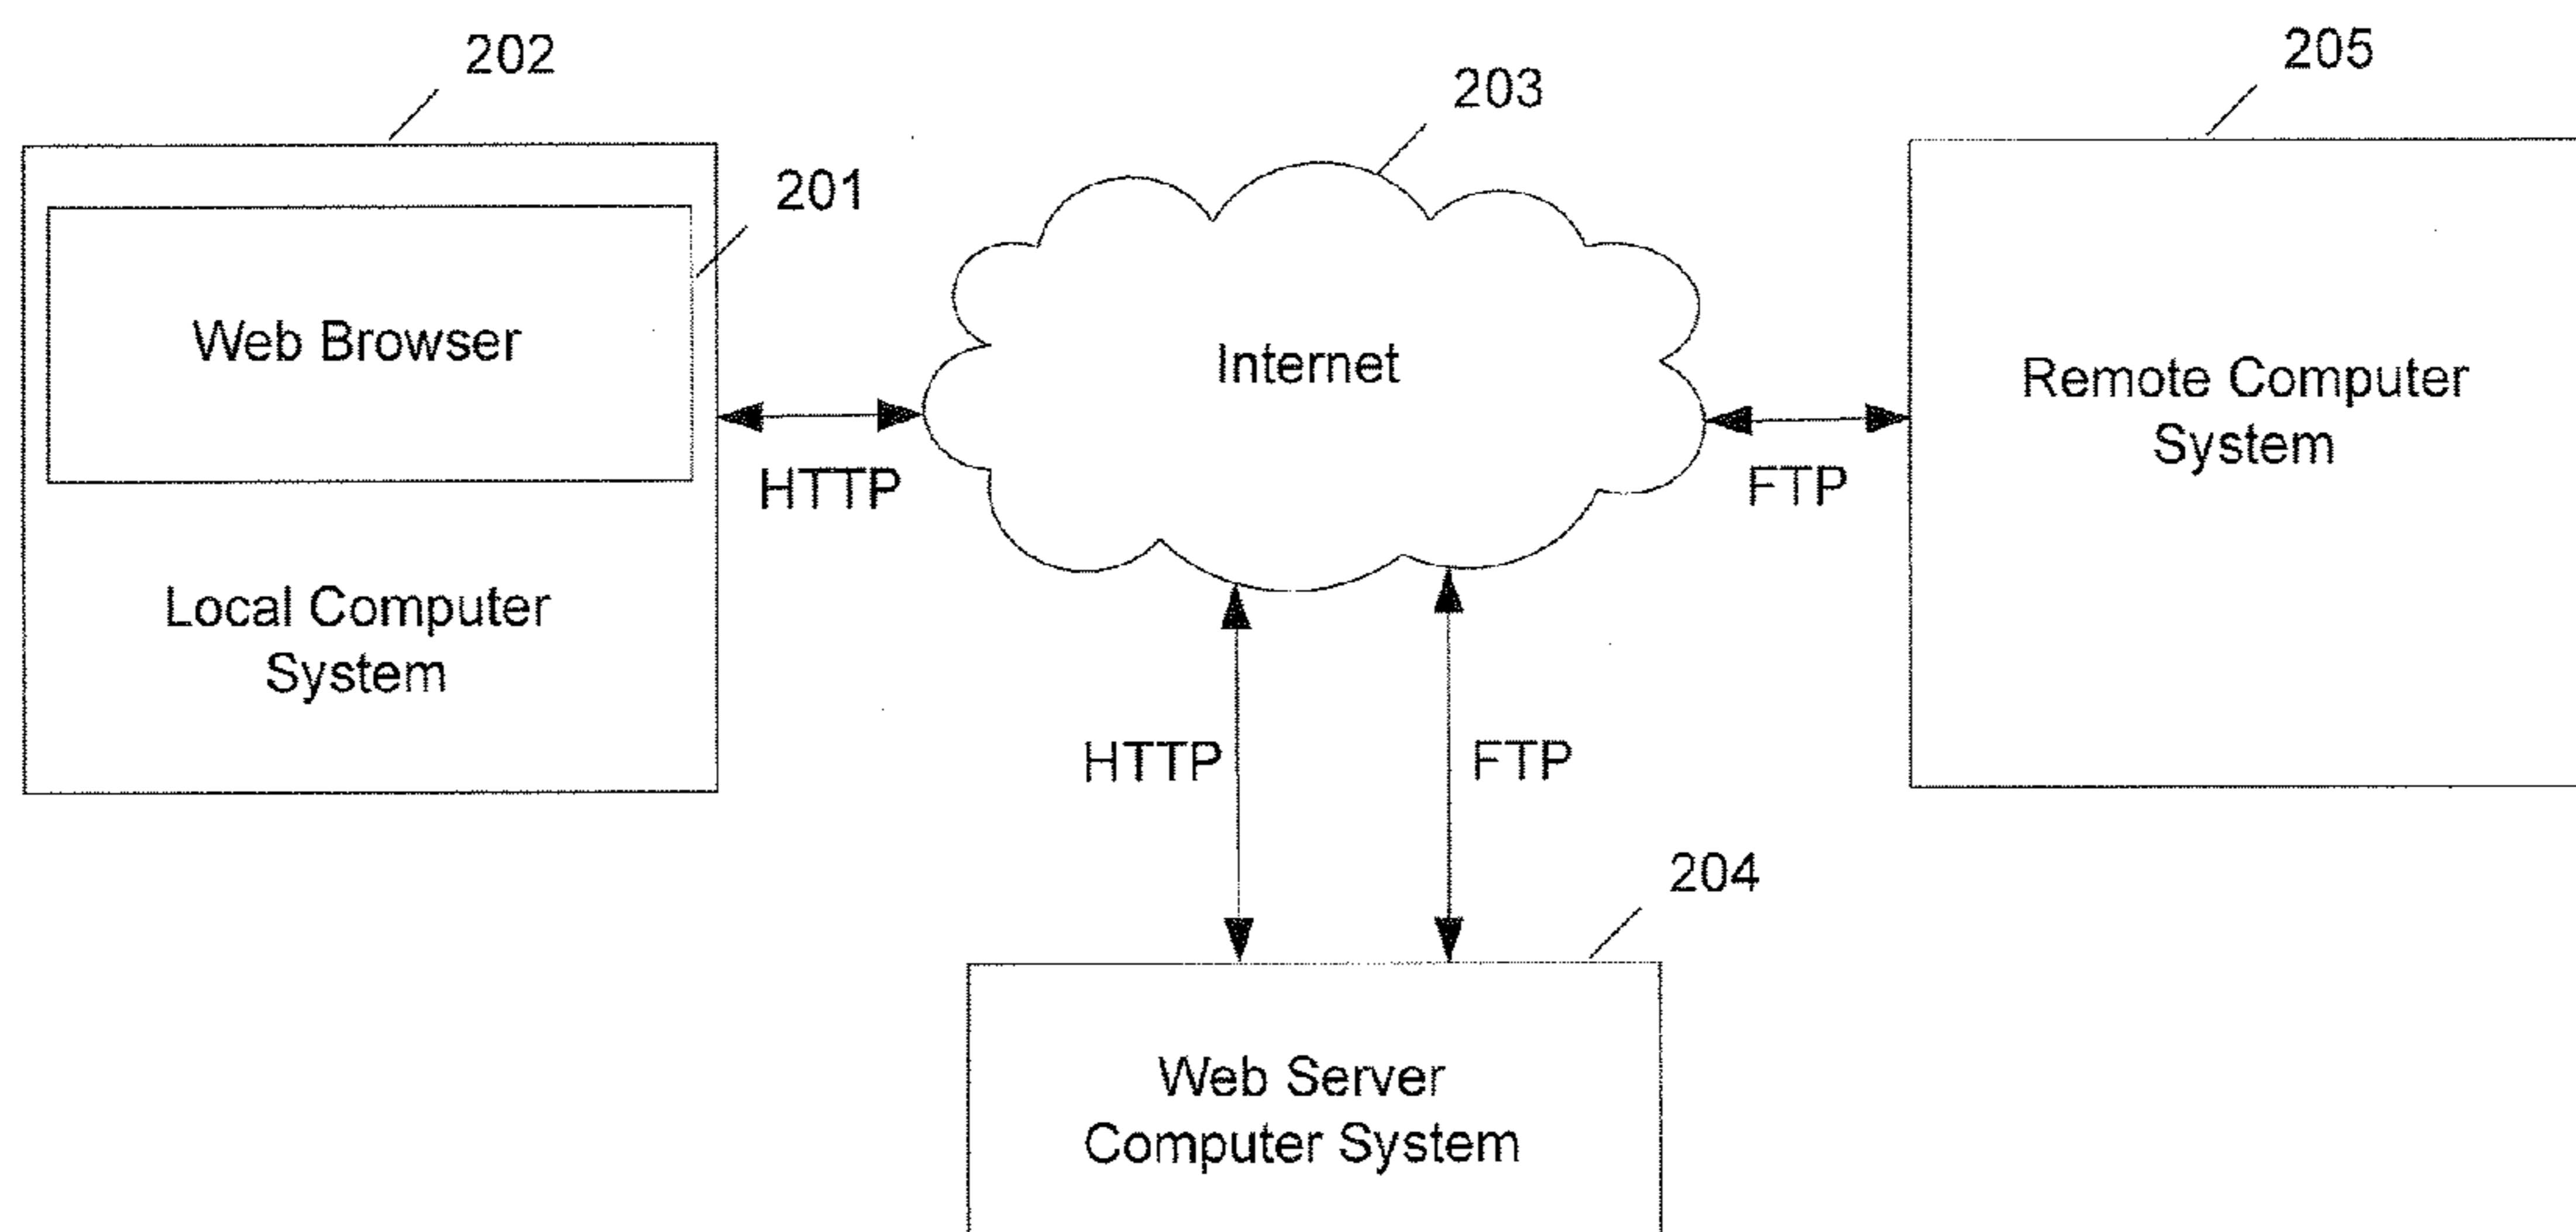 202
203
205
201
Web Browser
Internet
Remote Computer
System
HTTP
FTP
Local Computer
System
HTTP
FTP
204
Web Server
Computer System